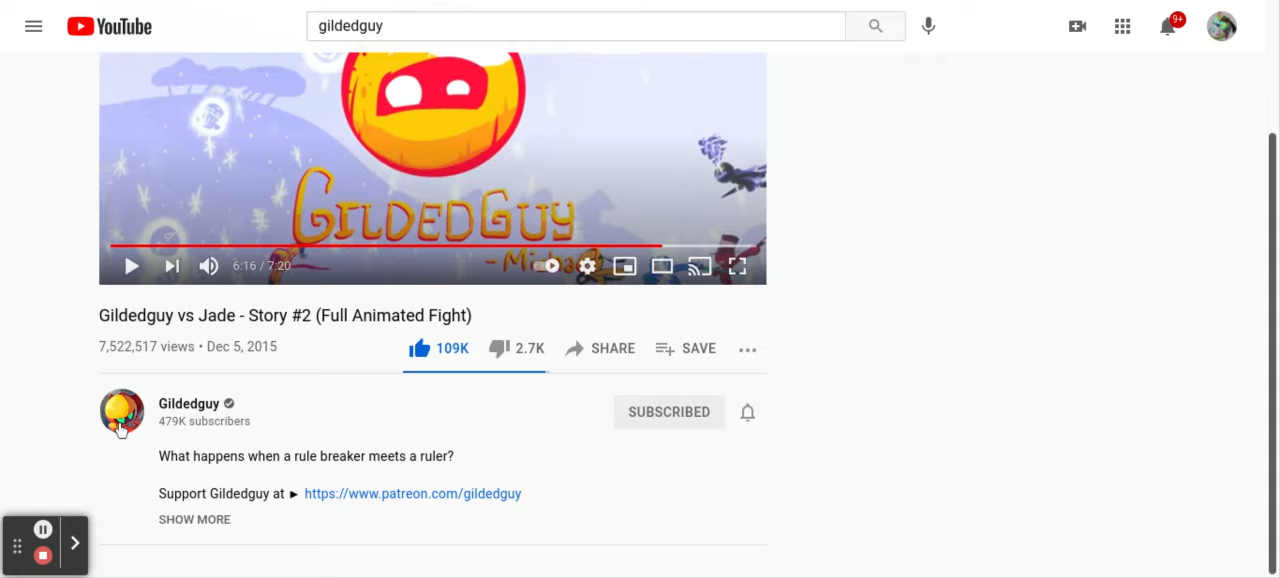 YouTube
gildedguy
9+
GILDEDGUY
6:16 / 7:20
Gildedguy vs Jade - Story #2 (Full Animated Fight)
7,522,517 views • Dec 5, 2015
109K
2.7K
SHARE
SAVE
Gildedguy
479K subscribers
SUBSCRIBED
What happens when a rule breaker meets a ruler?
Support Gildedguy at ► https://www.patreon.com/gildedguy
SHOW MORE